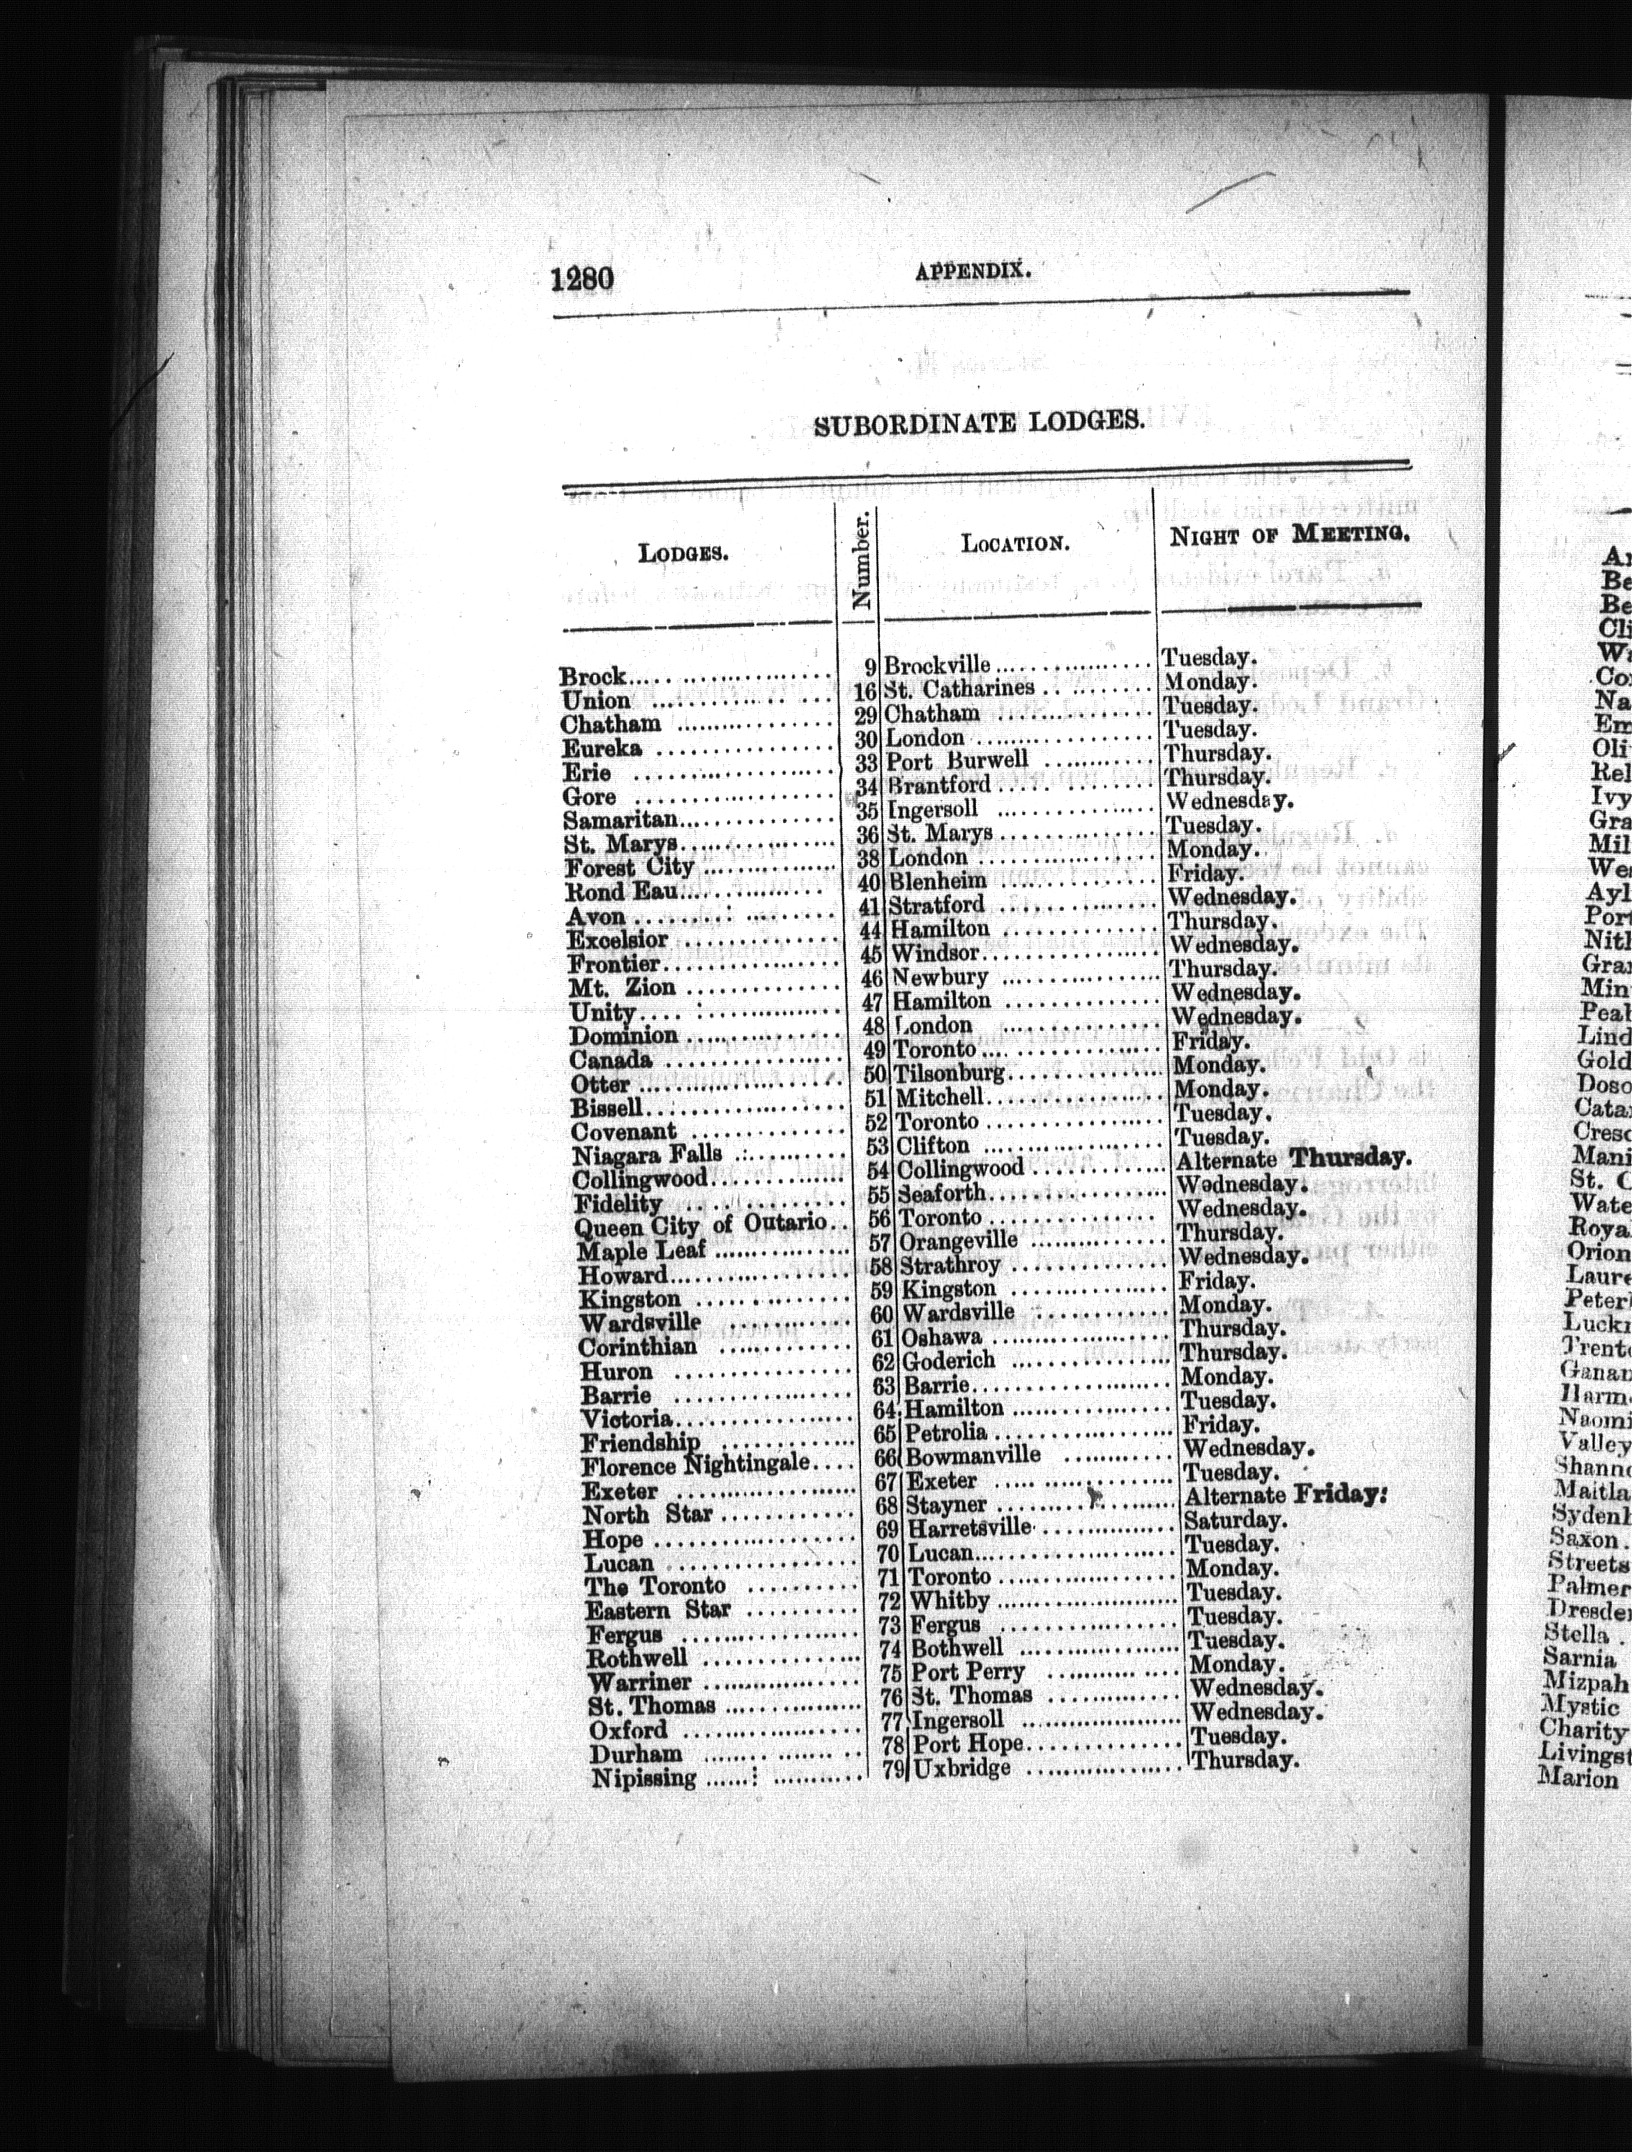 1280 APPENDIX.
SUBORDINATE LODGES.
LODGES. Number. LOCATION. NIGHT OF MEETING.
Brock 9 Brockville Tuesday.
Union 16 St. Catharines Monday.
Chatham 29 Chatham Tuesday.
Eureka 30 London Tuesday.
Erie 33 Port Burwell Thursday.
Gore 34 Brantford Thursday.
Samaritan 35 Ingersoll Wednesday.
St. Marys 36 St. Marys Tuesday.
Forest City 38 London Monday.
Rond Eau 40 Blenheim Friday.
Avon 41 Stratford Wednesday.
Excelsior 44 Hamilton Thursday.
Frontier 45 Windsor Wednesday.
Mt. Zion 46 Newbury Thursday.
Unity 47 Hamilton Wednesday.
Dominion 48 London Wednesday.
Canada 49 Toronto Friday.
Otter 50 Tilsonburg Monday.
Bissell 51 Mitchell Monday.
Covenant 52 Toronto Tuesday.
Niagara Falls 53 Clifton Tuesday.
Collingwood 54 Collingwood Alternate Thursday.
Fidelity 55 Seaforth Wednesday.
Queen City of Ontario 56 Toronto Wednesday.
Maple Leaf 57 Orangeville Thursday.
Howard 58 Strathroy Wednesday.
Kingston 59 Kingston Friday.
Wardsville 60 Wardsville Monday.
Corinthian 61 Oshawa Thursday.
Huron 62 Goderich Thursday.
Barrie 63 Barrie Monday.
Victoria 64 Hamilton Tuesday.
Friendship 65 Petrolia Friday.
Florence Nightingale 66 Bowmanville Wednesday.
Exeter 67 Exeter Tuesday.
North Star 68 Stayner Alternate Friday:
Hope 69 Harretsville Saturday.
Lucan 70 Lucan Tuesday.
The Toronto 71 Toronto Monday.
Eastern Star 72 Whitby Tuesday.
Fergus 73 Fergus Tuesday.
Rothwell 74 Bothwell Tuesday.
Warriner 75 Port Perry Monday.
St. Thomas 76 St. Thomas Wednesday.
Oxford 77 Ingersoll Wednesday.
Durham 78 Port Hope Tuesday.
Nipissing 79 Uxbridge Thursday.